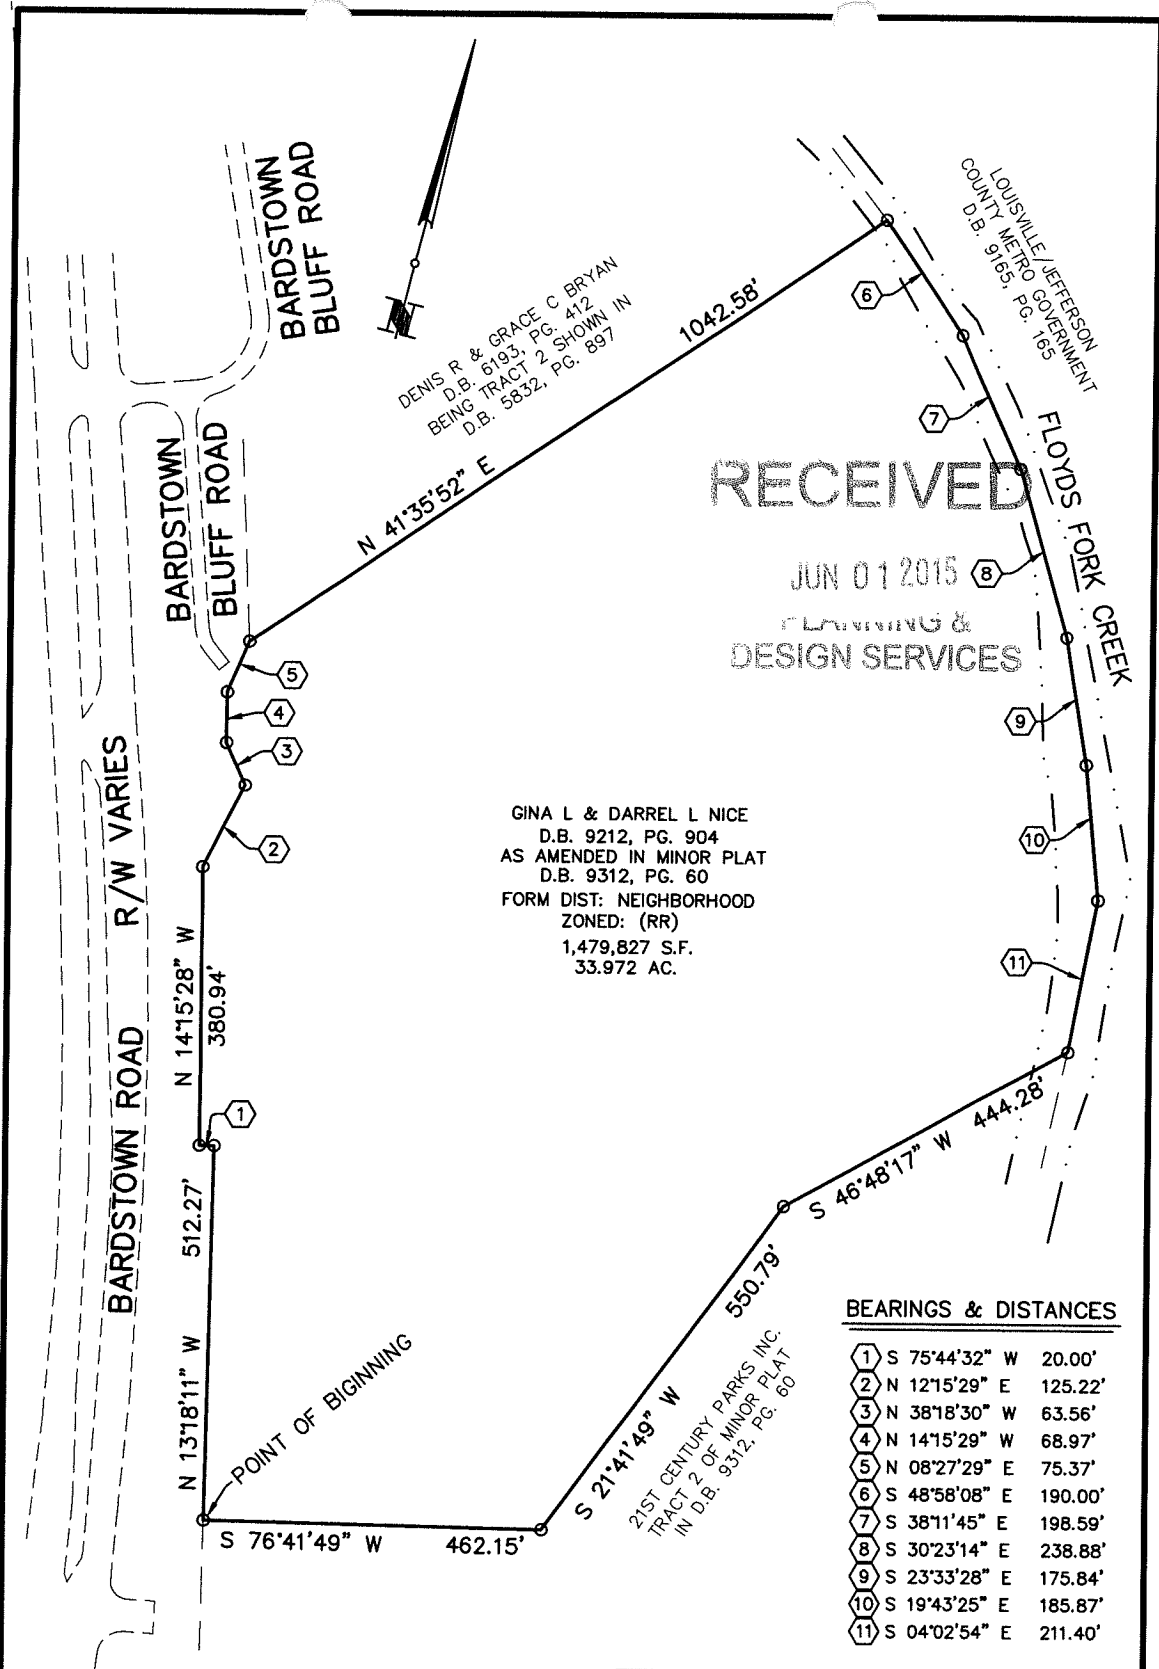 BARDSTOWN
BLUFF ROAD
LOUISVILLE/JEFFERSON
COUNTY METRO GOVERNMENT
D.B. 9165, PG. 165
DENIS R & GRACE C BRYAN
D.B. 6193, PG. 412
BEING TRACT 2 SHOWN IN
D.B. 5832, PG. 897
1042.58'
N 41°35'52" E
6
7
BARDSTOWN
BLUFF ROAD
FLOYDS FORK CREEK
RECEIVED
JUN 01 2015
PLANNING &
DESIGN SERVICES
8
5
4
3
2
9
10
11
R/W VARIES
BARDSTOWN ROAD
GINA L & DARREL L NICE
D.B. 9212, PG. 904
AS AMENDED IN MINOR PLAT
D.B. 9312, PG. 60
FORM DIST: NEIGHBORHOOD
ZONED: (RR)
1,479,827 S.F.
33.972 AC.
N 14°15'28" W
380.94'
1
N 13°18'11" W 512.27'
S 46°48'17" W 444.28'
S 21°41'49" W 550.79'
21ST CENTURY PARKS INC.
TRACT 2 OF MINOR PLAT
IN D.B. 9312, PG. 60
POINT OF BIGINNING
S 76°41'49" W 462.15'
BEARINGS & DISTANCES
1 S 75°44'32" W 20.00'
2 N 12°15'29" E 125.22'
3 N 38°18'30" W 63.56'
4 N 14°15'29" W 68.97'
5 N 08°27'29" E 75.37'
6 S 48°58'08" E 190.00'
7 S 38°11'45" E 198.59'
8 S 30°23'14" E 238.88'
9 S 23°33'28" E 175.84'
10 S 19°43'25" E 185.87'
11 S 04°02'54" E 211.40'